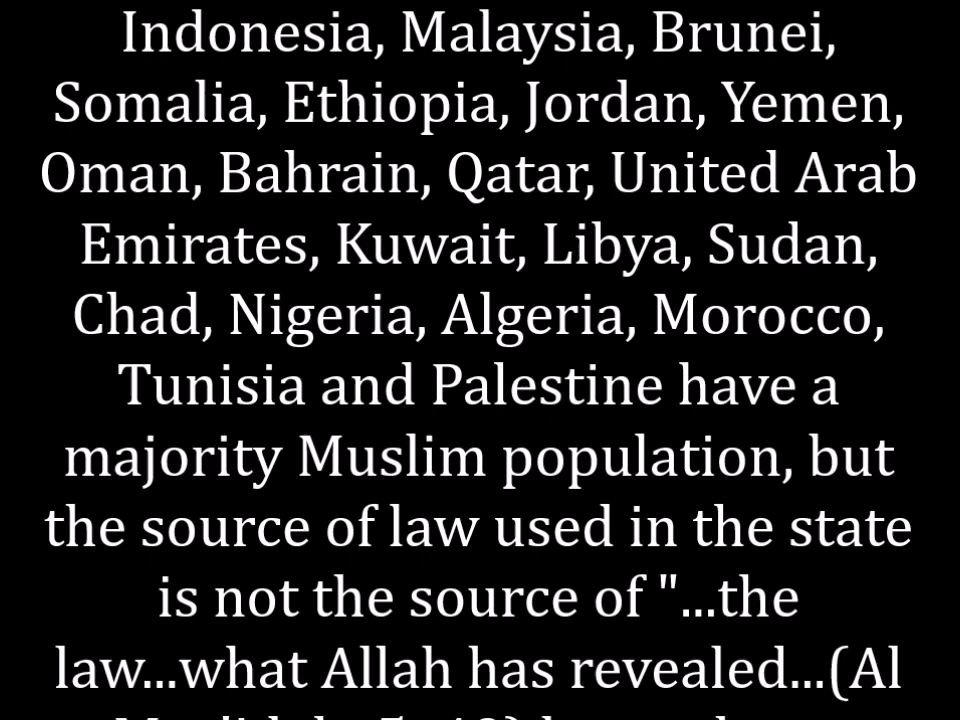 Indonesia, Malaysia, Brunei,
Somalia, Ethiopia, Jordan, Yemen,
Oman, Bahrain, Qatar, United Arab
Emirates, Kuwait, Libya, Sudan,
Chad, Nigeria, Algeria, Morocco,
Tunisia and Palestine have a
majority Muslim population, but
the source of law used in the state
is not the source of "...the
law...what Allah has revealed...(Al